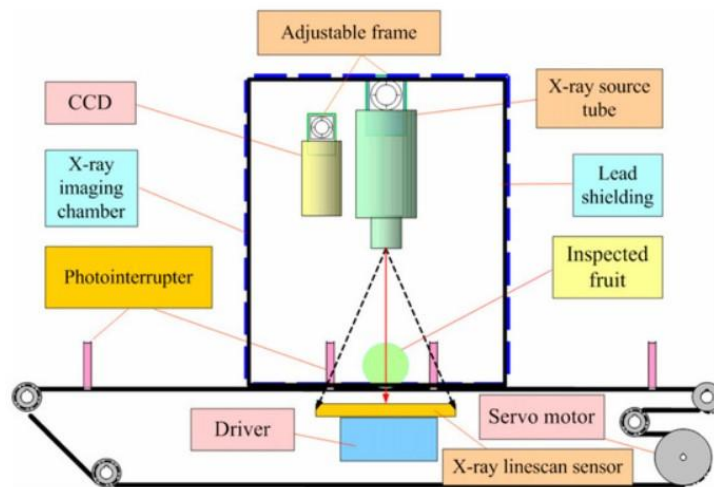 Adjustable frame
CCD
X-ray source
tube
X-ray
imaging
chamber
Lead
shielding
Photointerrupter
Inspected
fruit
Driver
Servo motor
X-ray linescan sensor